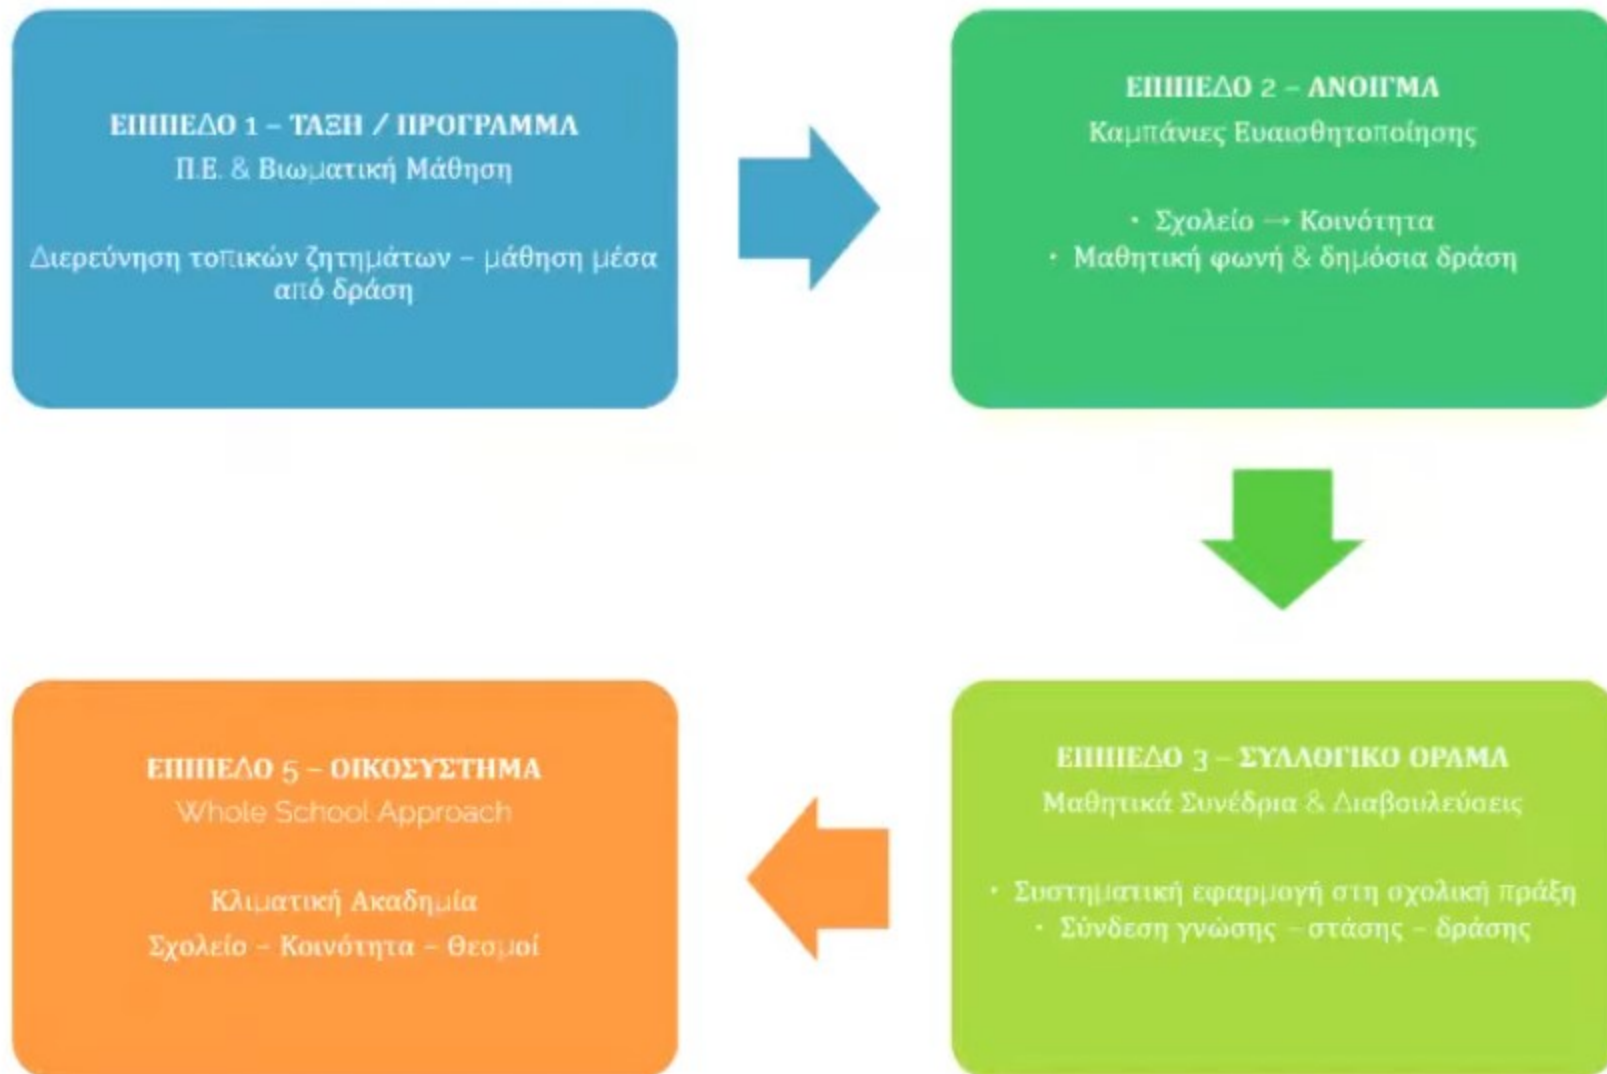 ΕΠΙΠΕΔΟ 1 – ΤΑΞΗ / ΠΡΟΓΡΑΜΜΑ
Π.Ε. & Βιωματική Μάθηση
Διερεύνηση τοπικών ζητημάτων – μάθηση μέσα
από δράση
ΕΠΙΠΕΔΟ 2 – ΑΝΟΙΓΜΑ
Καμπάνιες Ευαισθητοποίησης
• Σχολείο → Κοινότητα
• Μαθητική φωνή & δημόσια δράση
ΕΠΙΠΕΔΟ 3 – ΣΥΛΛΟΓΙΚΟ ΟΡΑΜΑ
Μαθητικά Συνέδρια & Διαβουλεύσεις
• Συστηματική εφαρμογή στη σχολική πράξη
• Σύνδεση γνώσης – στάσης – δράσης
ΕΠΙΠΕΔΟ 5 – ΟΙΚΟΣΥΣΤΗΜΑ
Whole School Approach
Κλιματική Ακαδημία
Σχολείο – Κοινότητα – Θεσμοί